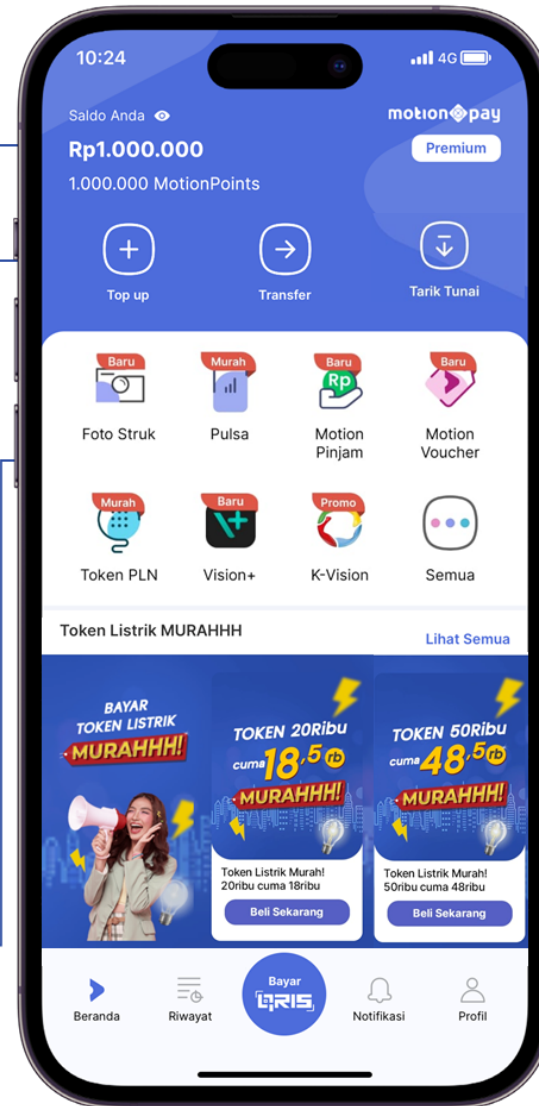 10:24
4G
Saldo Anda
motion pay
Rp1.000.000
Premium
1.000.000 MotionPoints
Top up
Transfer
Tarik Tunai
Baru
Murah
Baru
Baru
Rp
Foto Struk
Pulsa
Motion
Pinjam
Motion
Voucher
Murah
Baru
Promo
V+
Token PLN
Vision+
K-Vision
Semua
Token Listrik MURAHHH
Lihat Semua
BAYAR
TOKEN LISTRIK
MURAHHH!
TOKEN 20Ribu
cuma 18,5 rb
MURAHHH!
Token Listrik Murah!
20ribu cuma 18ribu
Beli Sekarang
TOKEN 50Ribu
cuma 48,5 rb
MURAHHH!
Token Listrik Murah!
50ribu cuma 48ribu
Beli Sekarang
Beranda
Riwayat
Bayar
QRIS
Notifikasi
Profil